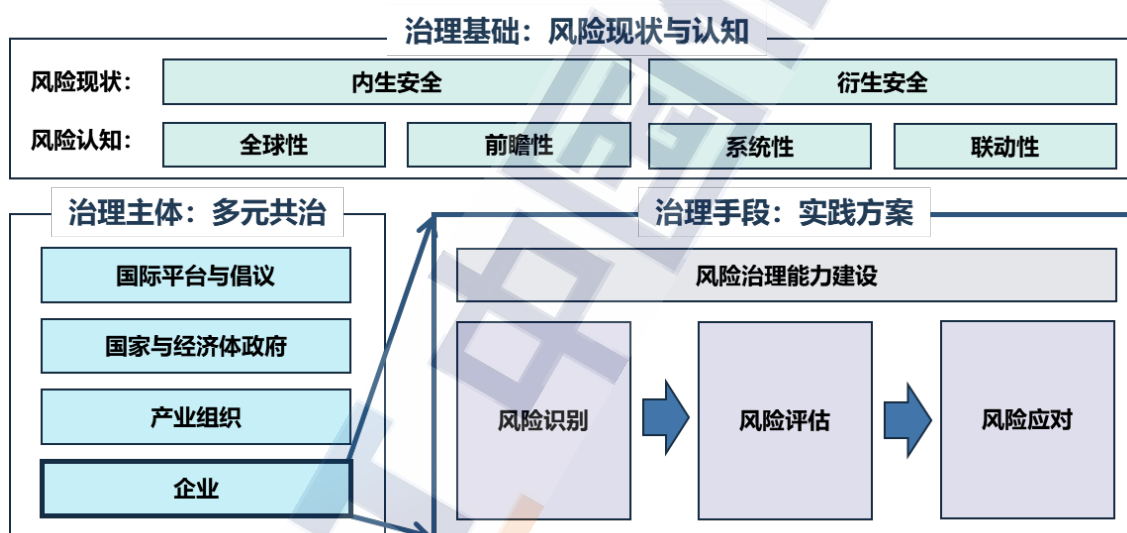 治理基础：风险现状与认知
风险现状：
内生安全
衍生安全
风险认知：
全球性
前瞻性
系统性
联动性
治理主体：多元共治
国际平台与倡议
国家与经济体政府
产业组织
企业
治理手段：实践方案
风险治理能力建设
风险识别
风险评估
风险应对